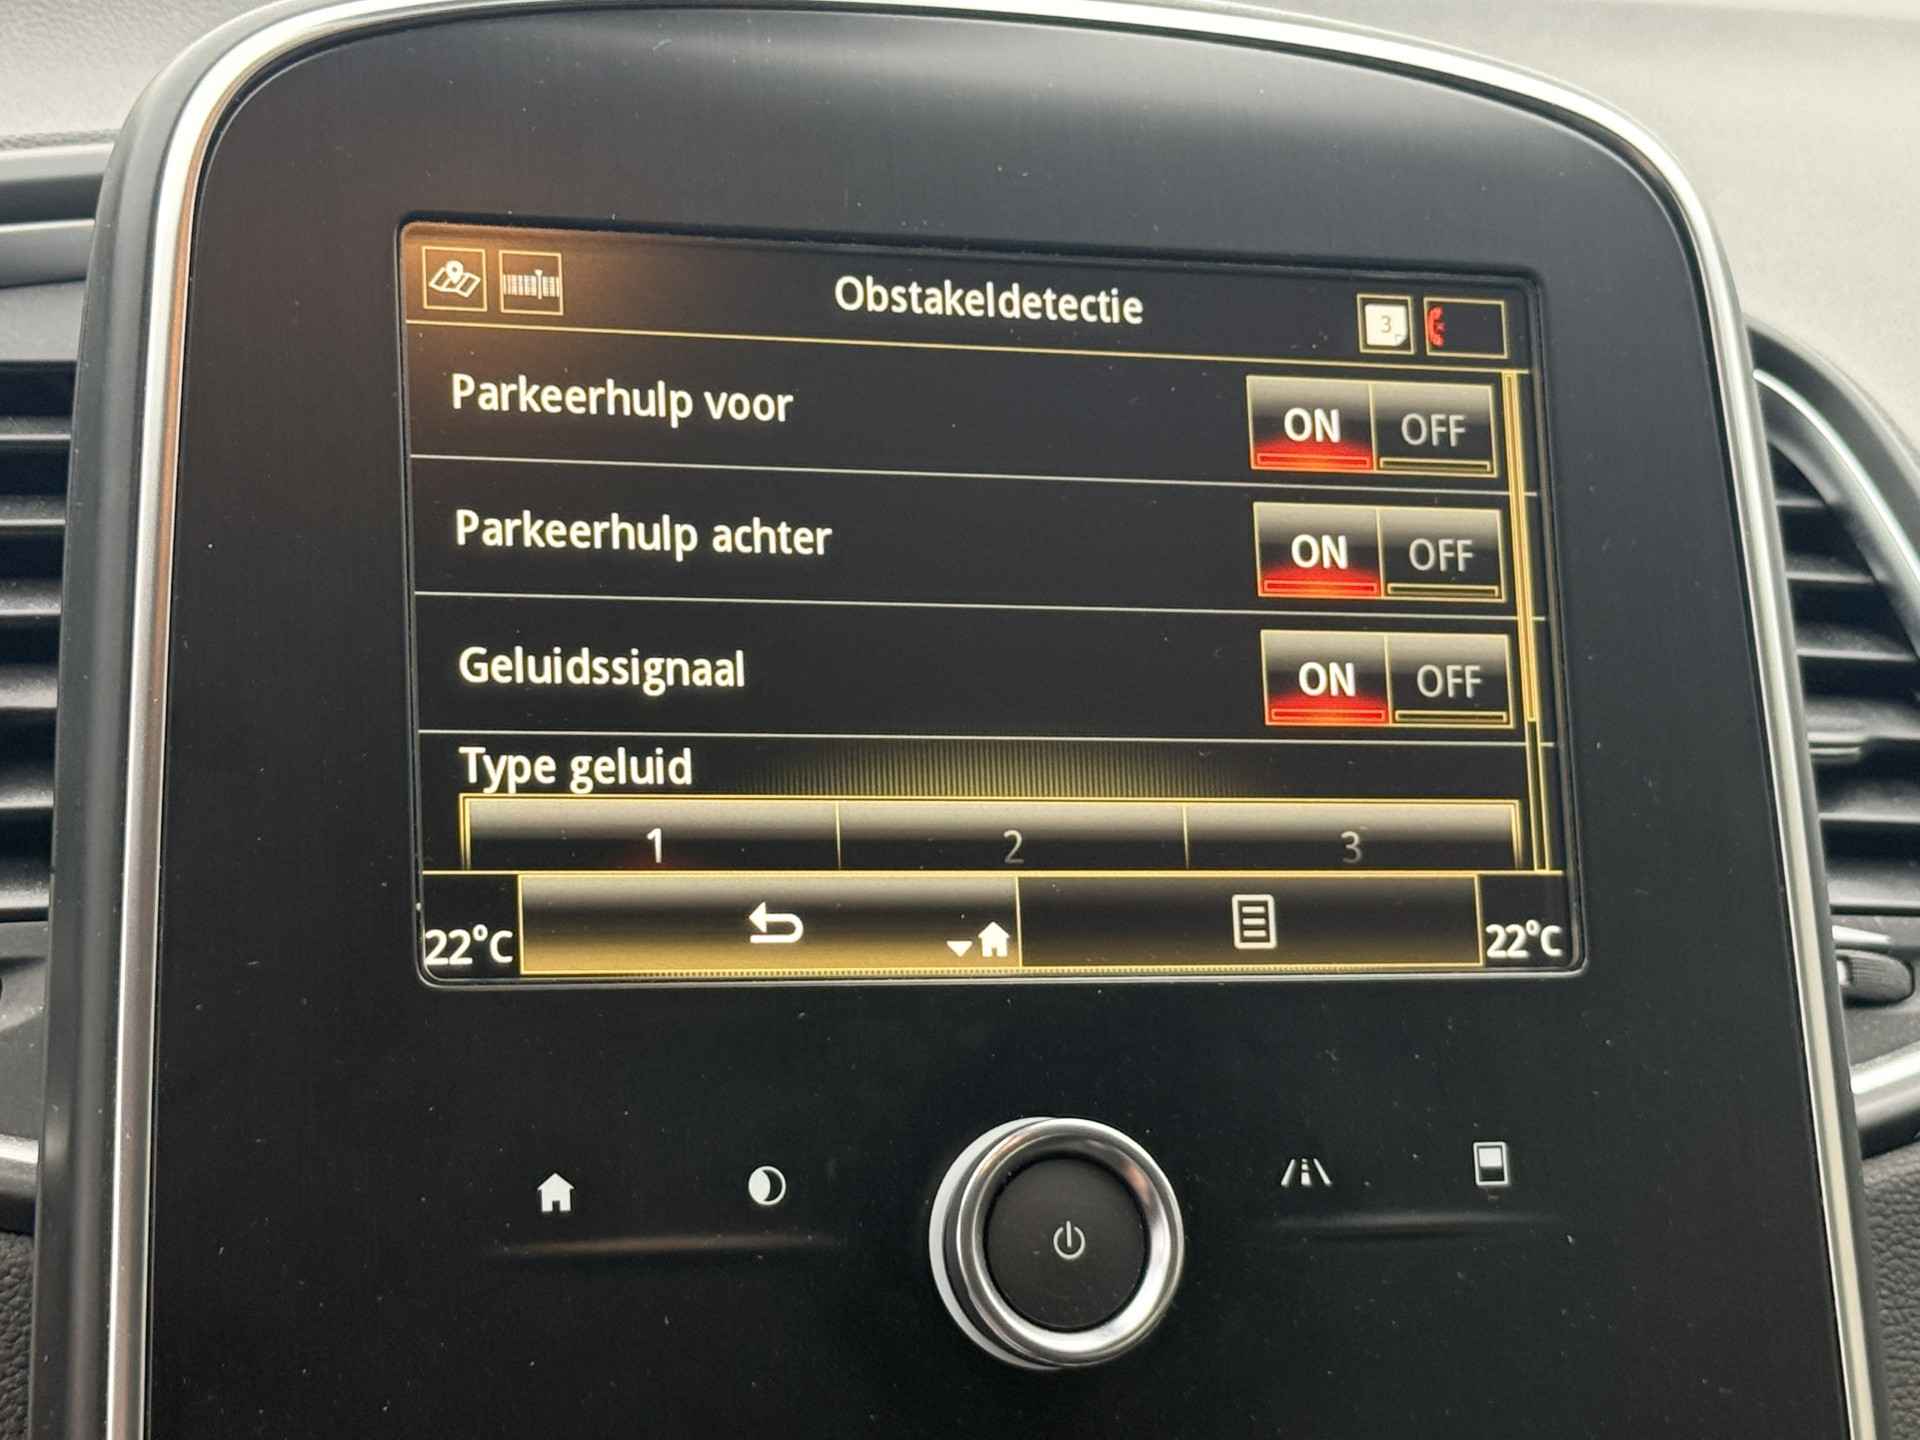 Obstakeldetectie
3
Parkeerhulp voor
ON OFF
Parkeerhulp achter
ON OFF
Geluidssignaal
ON OFF
Type geluid
1 2 3
22°C
22°C